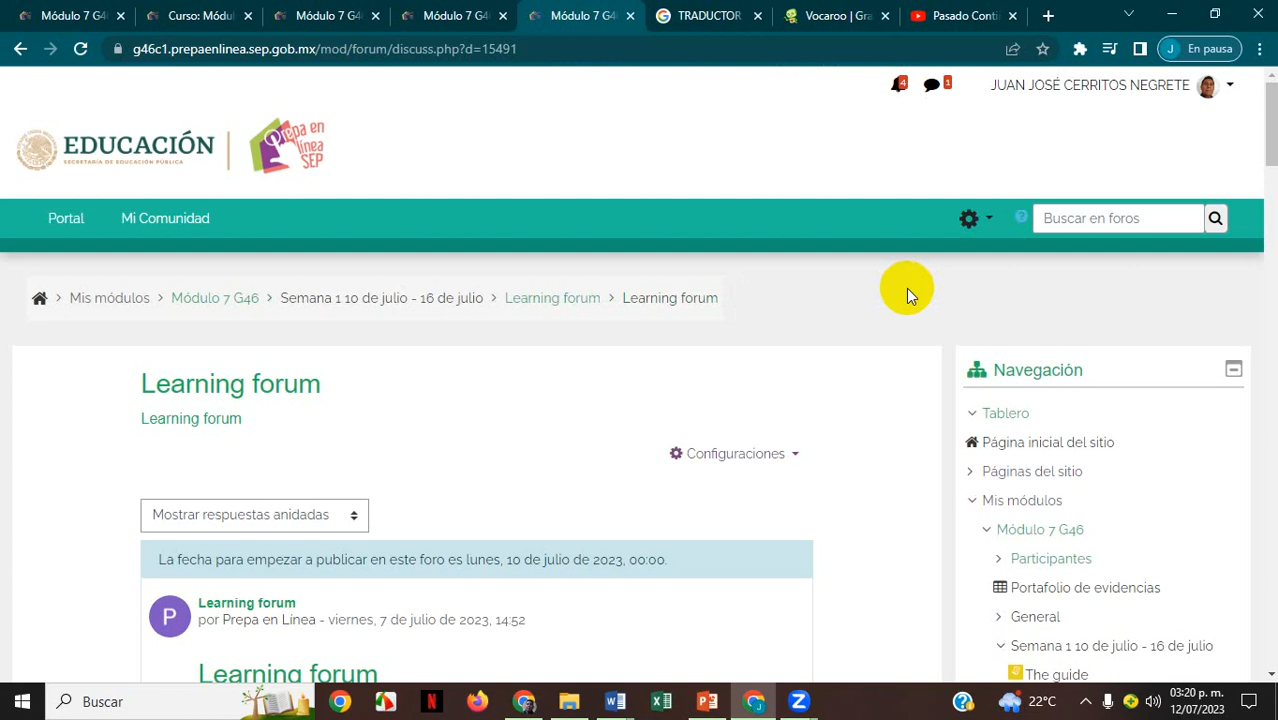 Módulo 7 G4
Curso: Módul
Módulo 7 G46
Módulo 7 G46
Módulo 7 G46
TRADUCTOR
Vocaroo | Gra
Pasado Conti
g46c1.prepaenlinea.sep.gob.mx/mod/forum/discuss.php?d=15491
J En pausa
4
1
JUAN JOSÉ CERRITOS NEGRETE
EDUCACIÓN
SECRETARÍA DE EDUCACIÓN PÚBLICA
Prepa en línea SEP
Portal
Mi Comunidad
Buscar en foros
Mis módulos
Módulo 7 G46
Semana 1 10 de julio - 16 de julio
Learning forum
Learning forum
Learning forum
Learning forum
Configuraciones
Mostrar respuestas anidadas
La fecha para empezar a publicar en este foro es lunes, 10 de julio de 2023, 00:00.
P
Learning forum
por Prepa en Línea - viernes, 7 de julio de 2023, 14:52
Learning forum
Navegación
Tablero
Página inicial del sitio
Páginas del sitio
Mis módulos
Módulo 7 G46
Participantes
Portafolio de evidencias
General
Semana 1 10 de julio - 16 de julio
The guide
Buscar
22°C
03:20 p. m.
12/07/2023